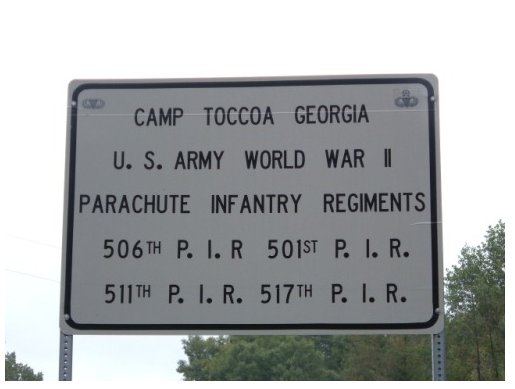 CAMP TOCCOA GEORGIA
U. S. ARMY WORLD WAR II
PARACHUTE INFANTRY REGIMENTS
506TH P. I. R 501ST P. I. R.
511TH P. I. R. 517TH P. I. R.